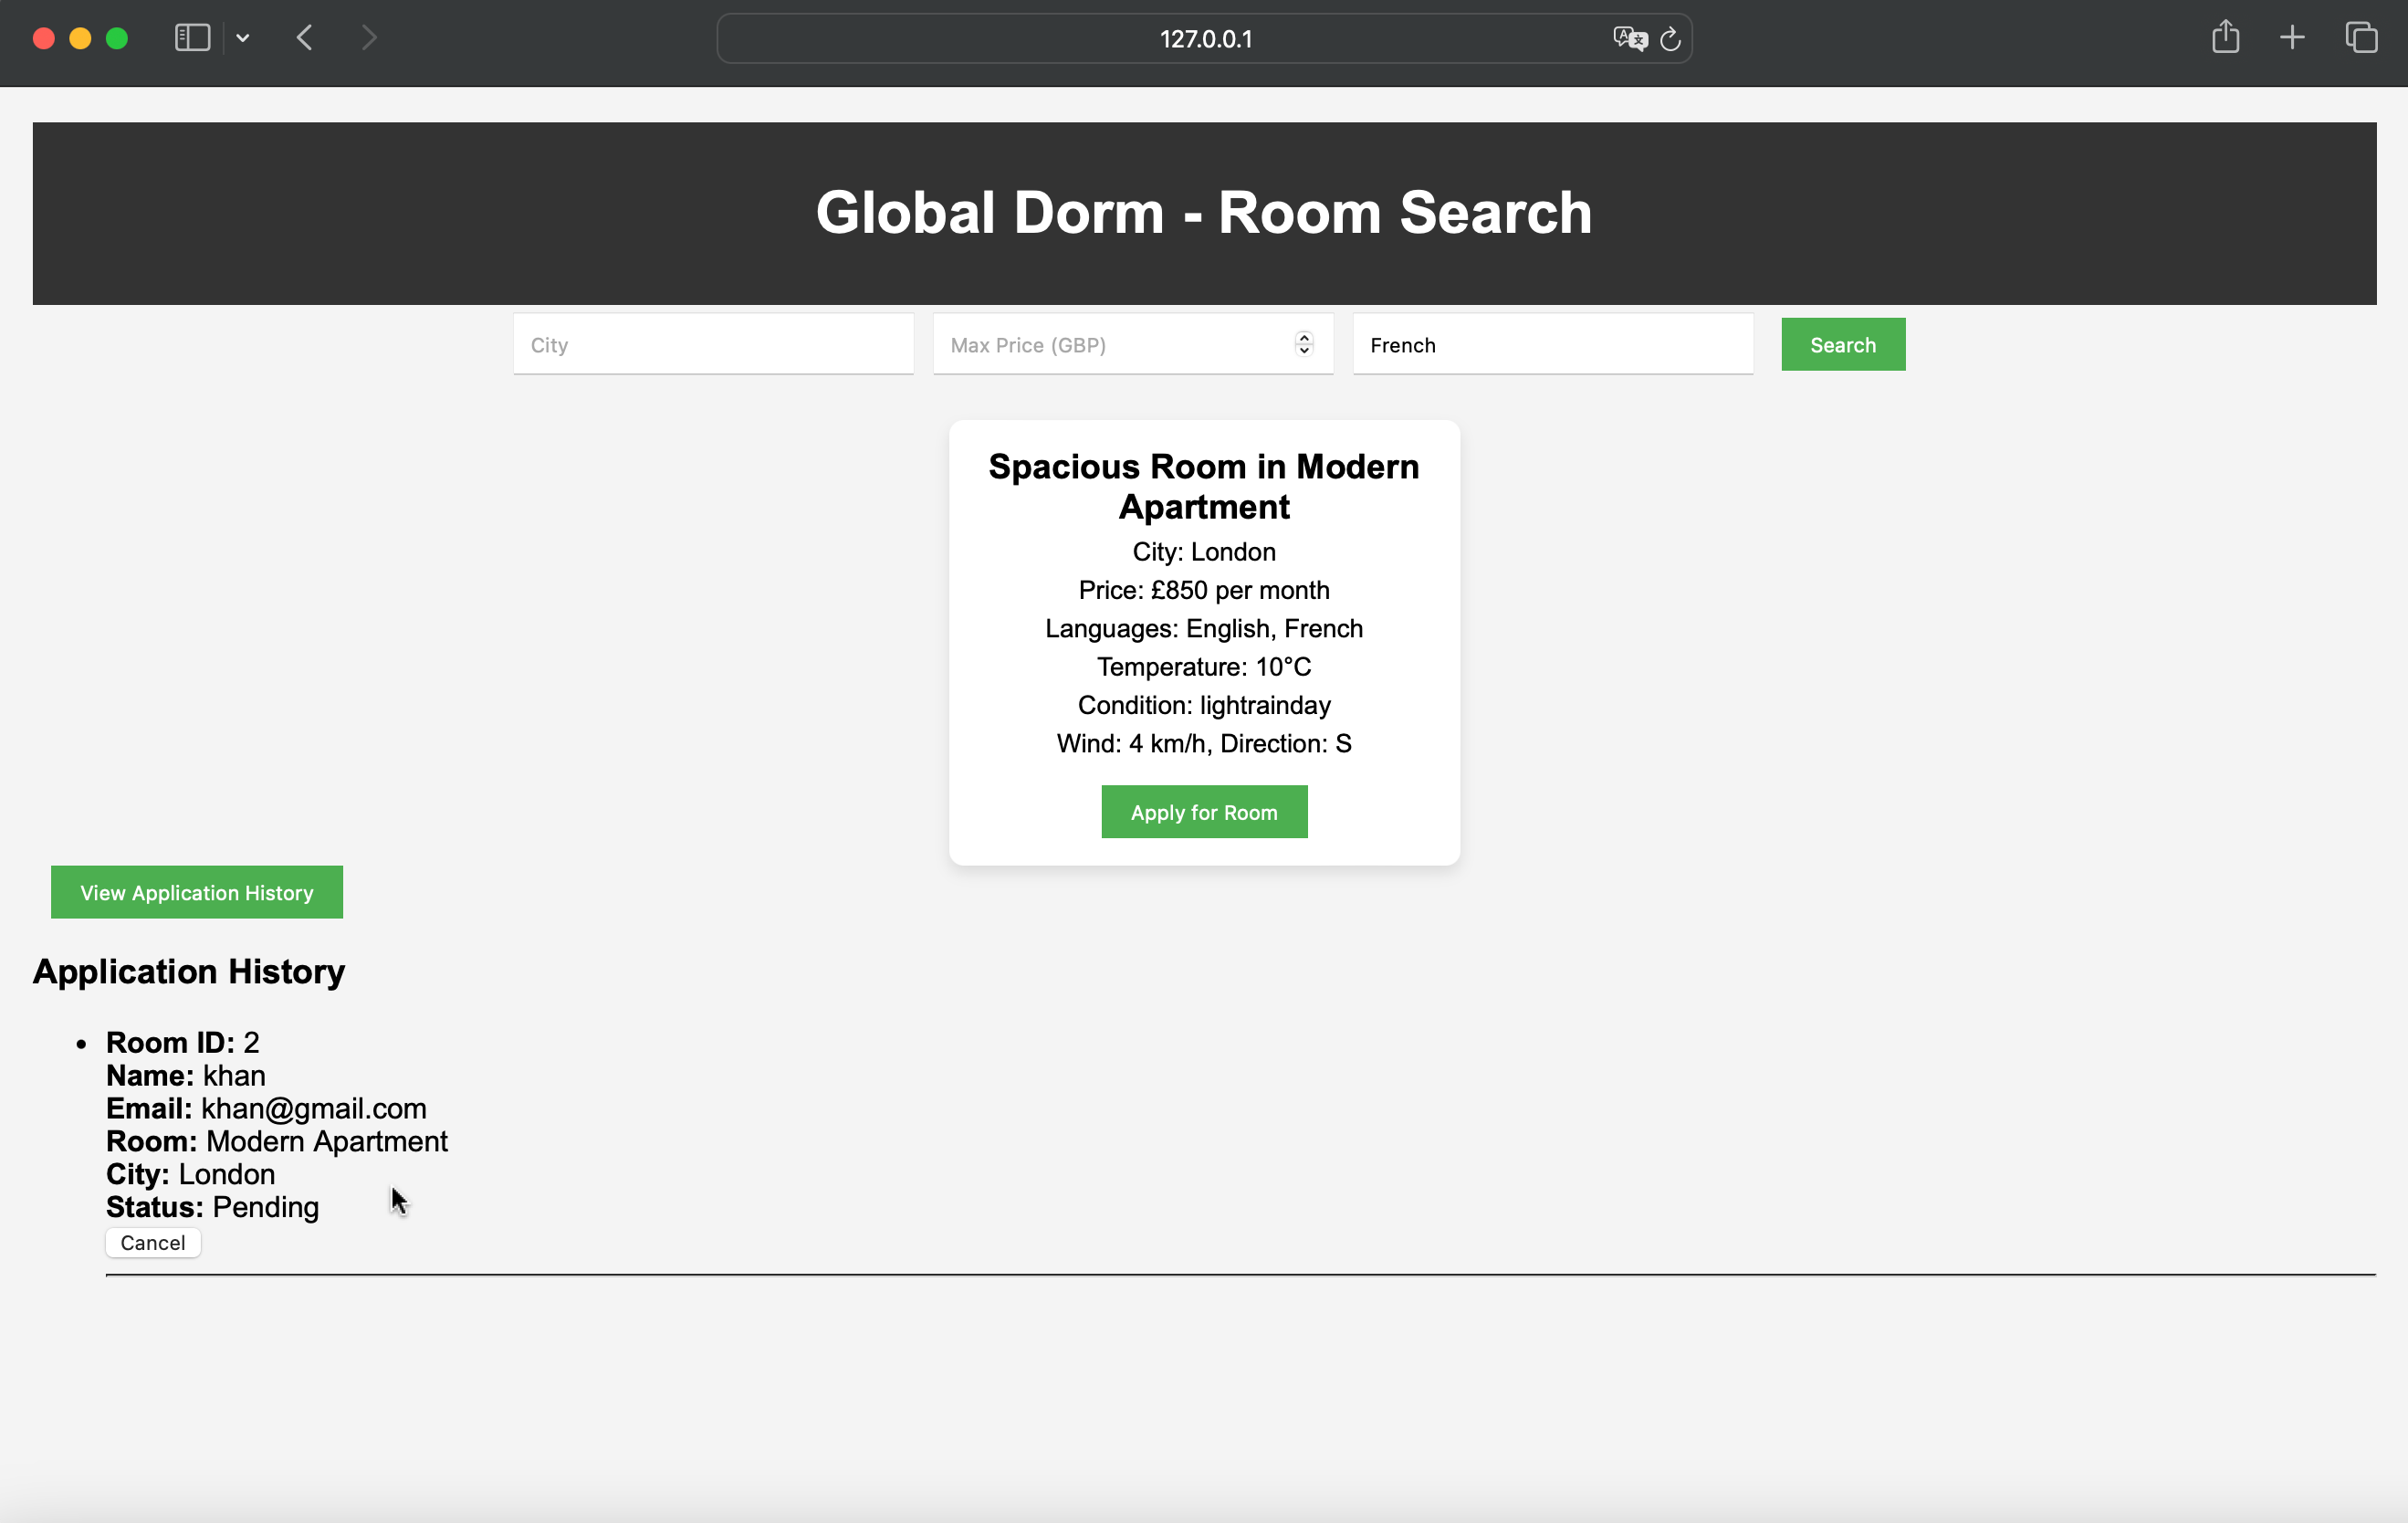 127.0.0.1
Global Dorm - Room Search
City
Max Price (GBP)
French
Search
Spacious Room in Modern
Apartment
City: London
Price: £850 per month
Languages: English, French
Temperature: 10°C
Condition: lightrainday
Wind: 4 km/h, Direction: S
Apply for Room
View Application History
Application History
• Room ID: 2
Name: khan
Email: khan@gmail.com
Room: Modern Apartment
City: London
Status: Pending
Cancel